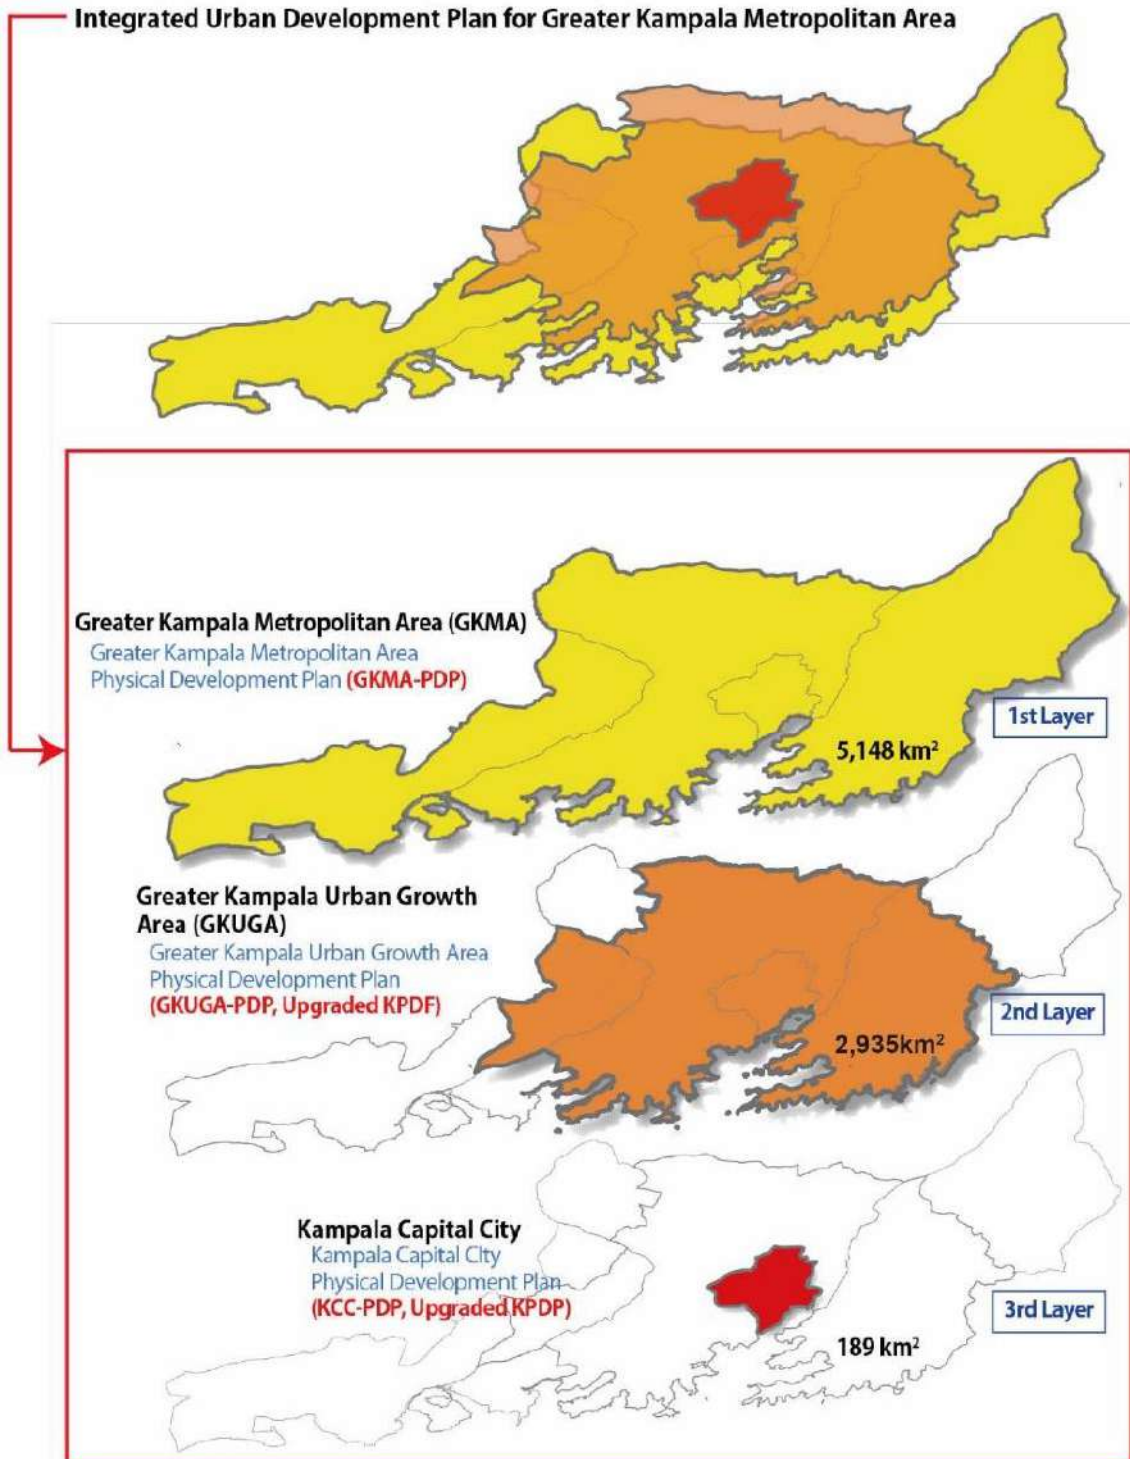 Integrated Urban Development Plan for Greater Kampala Metropolitan Area
Greater Kampala Metropolitan Area (GKMA)
Greater Kampala Metropolitan Area
Physical Development Plan (GKMA-PDP)
1st Layer
5,148 km²
Greater Kampala Urban Growth
Area (GKUGA)
Greater Kampala Urban Growth Area
Physical Development Plan
(GKUGA-PDP, Upgraded KPDF)
2nd Layer
2,935km²
Kampala Capital City
Kampala Capital City
Physical Development Plan
(KCC-PDP, Upgraded KPDP)
3rd Layer
189 km²